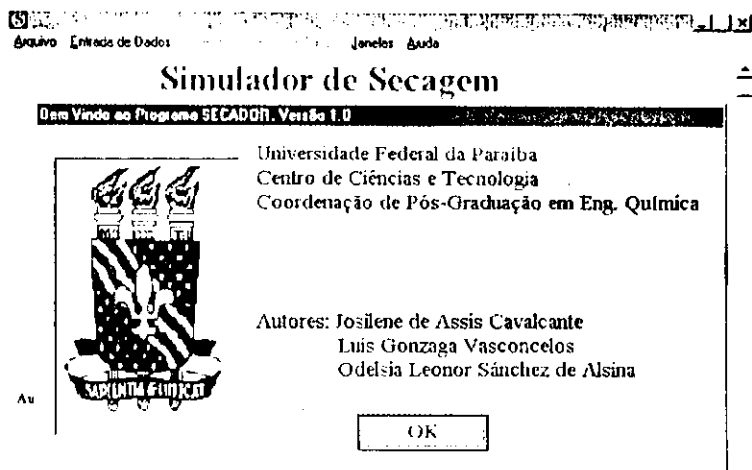 Arquivo Entrada de Dados Janelas Ajuda
Simulador de Secagem
Bem Vindo ao Programa SECADOR. Versão 1.0
Universidade Federal da Paraíba
Centro de Ciências e Tecnologia
Coordenação de Pós-Graduação em Eng. Química
Autores: Josilene de Assis Cavalcante
Luis Gonzaga Vasconcelos
Odelsia Leonor Sánchez de Alsina
Au
OK